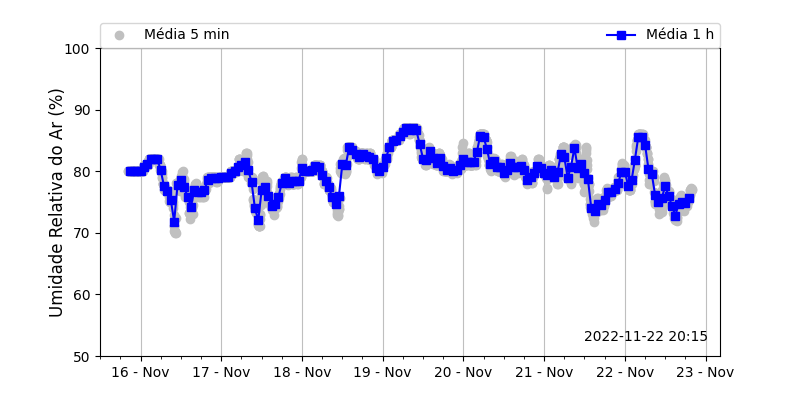 Média 5 min Média 1 h
Umidade Relativa do Ar (%)
100
90
80
70
60
50
2022-11-22 20:15
16 - Nov 17 - Nov 18 - Nov 19 - Nov 20 - Nov 21 - Nov 22 - Nov 23 - Nov